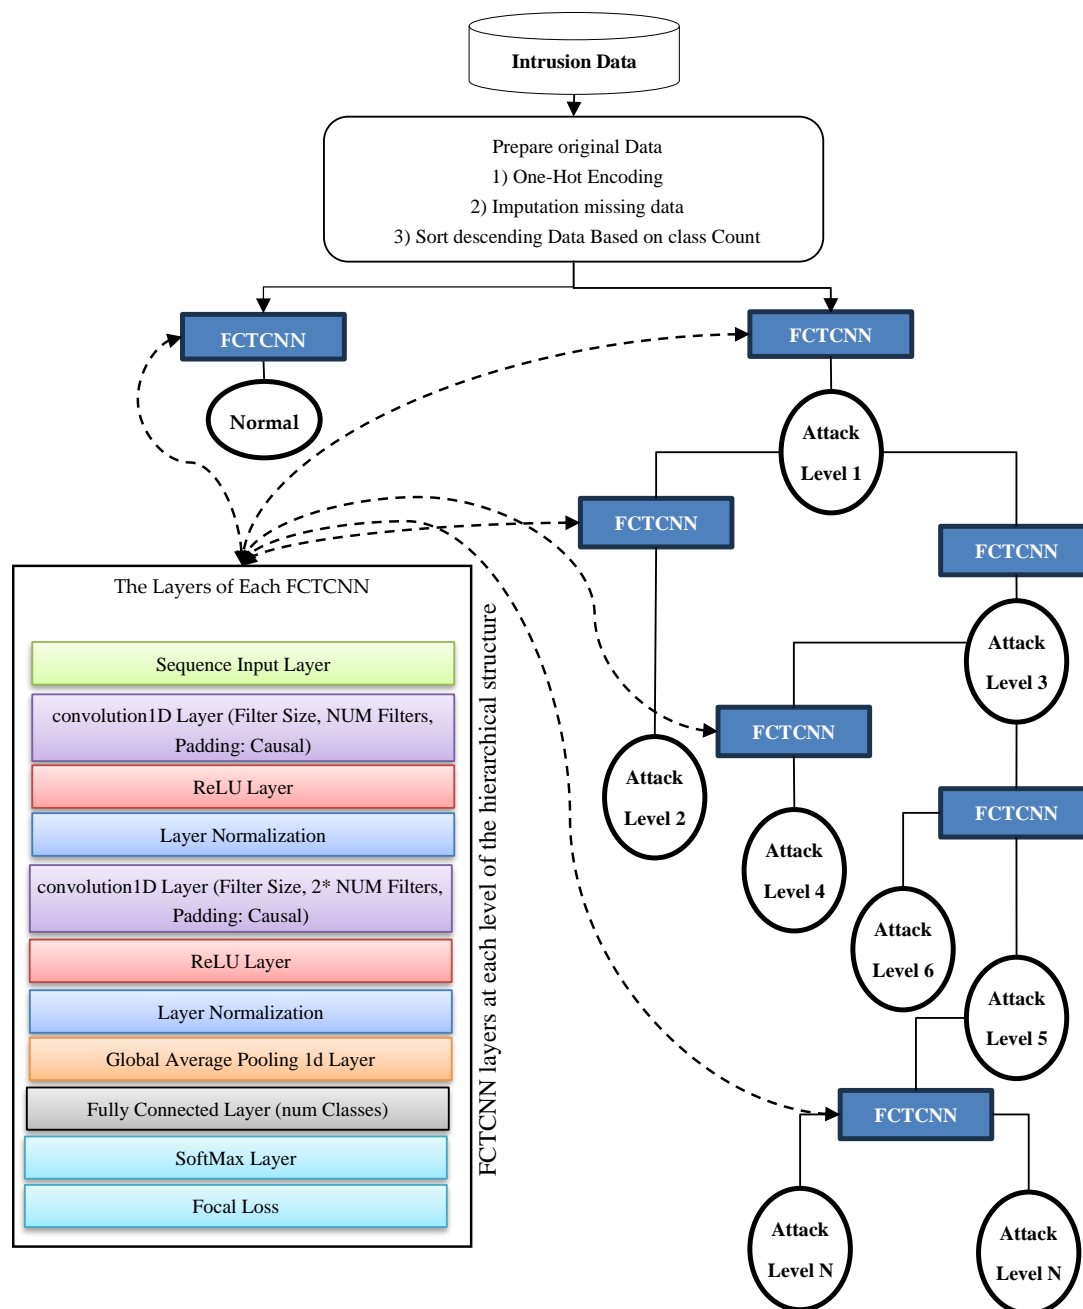 Intrusion Data
Prepare original Data
1) One-Hot Encoding
2) Imputation missing data
3) Sort descending Data Based on class Count
FCTCNN
FCTCNN
Normal
Attack
Level 1
FCTCNN
FCTCNN
Attack
Level 3
FCTCNN
Attack
Level 2
FCTCNN
Attack
Level 4
Attack
Level 6
Attack
Level 5
FCTCNN
Attack
Level N
Attack
Level N
The Layers of Each FCTCNN
Sequence Input Layer
convolution1D Layer (Filter Size, NUM Filters,
Padding: Causal)
ReLU Layer
Layer Normalization
convolution1D Layer (Filter Size, 2* NUM Filters,
Padding: Causal)
ReLU Layer
Layer Normalization
Global Average Pooling 1d Layer
Fully Connected Layer (num Classes)
SoftMax Layer
Focal Loss
FCTCNN layers at each level of the hierarchical structure